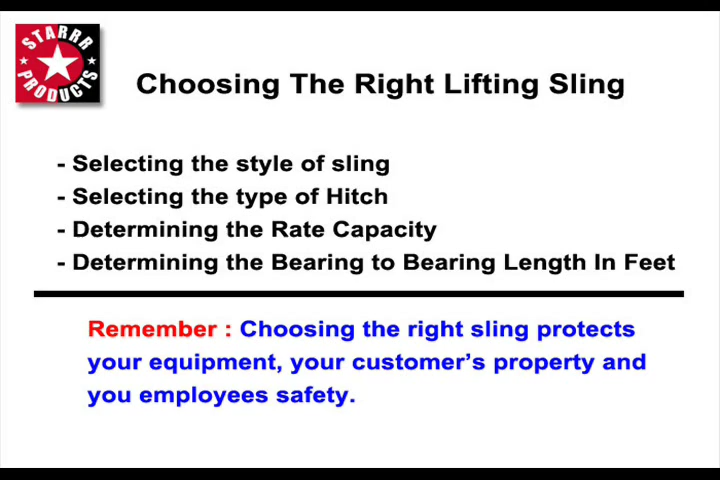 STARRR
PRODUCTS
Choosing The Right Lifting Sling
- Selecting the style of sling
- Selecting the type of Hitch
- Determining the Rate Capacity
- Determining the Bearing to Bearing Length In Feet
Remember : Choosing the right sling protects
your equipment, your customer's property and
you employees safety.